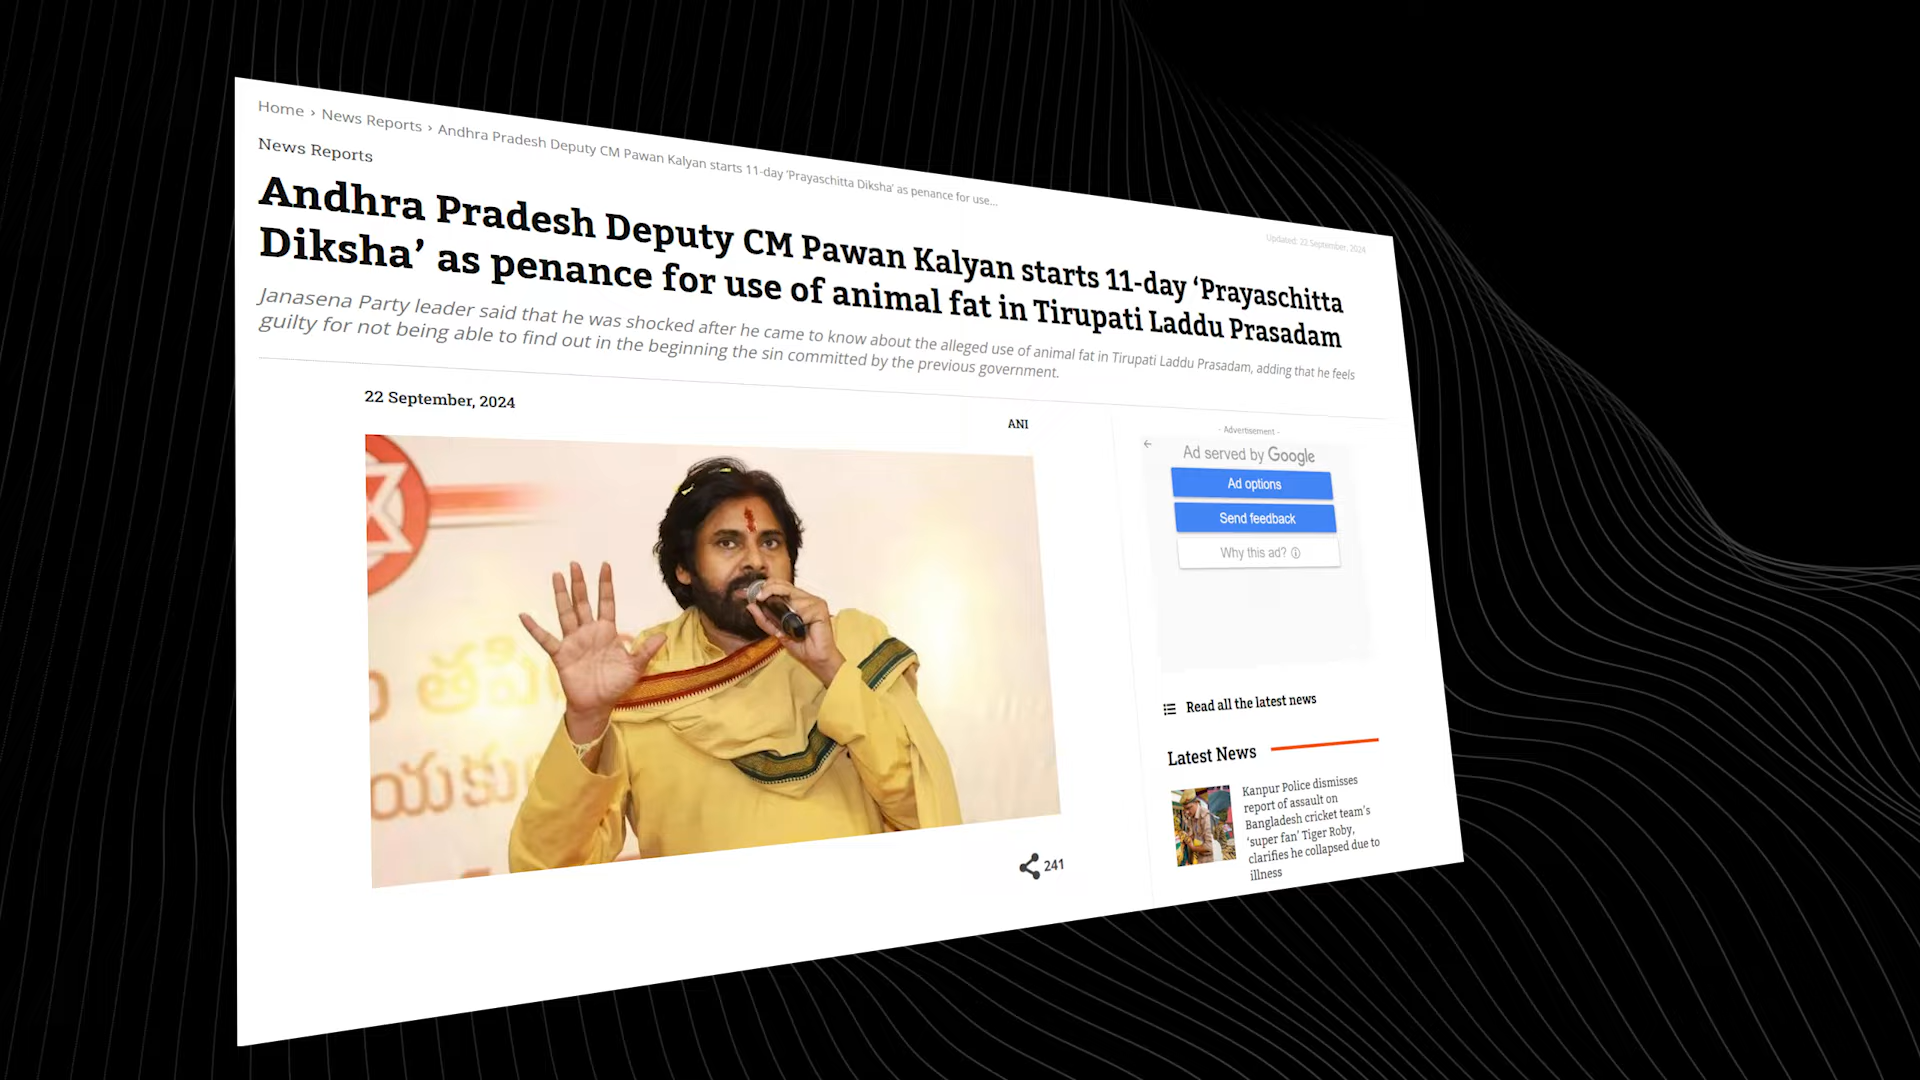 Home › News Reports › Andhra Pradesh Deputy CM Pawan Kalyan starts 11-day ‘Prayaschitta Diksha’ as penance for use...
News Reports
Updated: 22 September, 2024
Andhra Pradesh Deputy CM Pawan Kalyan starts 11-day ‘Prayaschitta
Diksha’ as penance for use of animal fat in Tirupati Laddu Prasadam
Janasena Party leader said that he was shocked after he came to know about the alleged use of animal fat in Tirupati Laddu Prasadam, adding that he feels
guilty for not being able to find out in the beginning the sin committed by the previous government.
22 September, 2024
ANI
తపి
యకు
241
- Advertisement -
Ad served by Google
Ad options
Send feedback
Why this ad?
Read all the latest news
Latest News
Kanpur Police dismisses
report of assault on
Bangladesh cricket team’s
‘super fan’ Tiger Roby,
clarifies he collapsed due to
illness